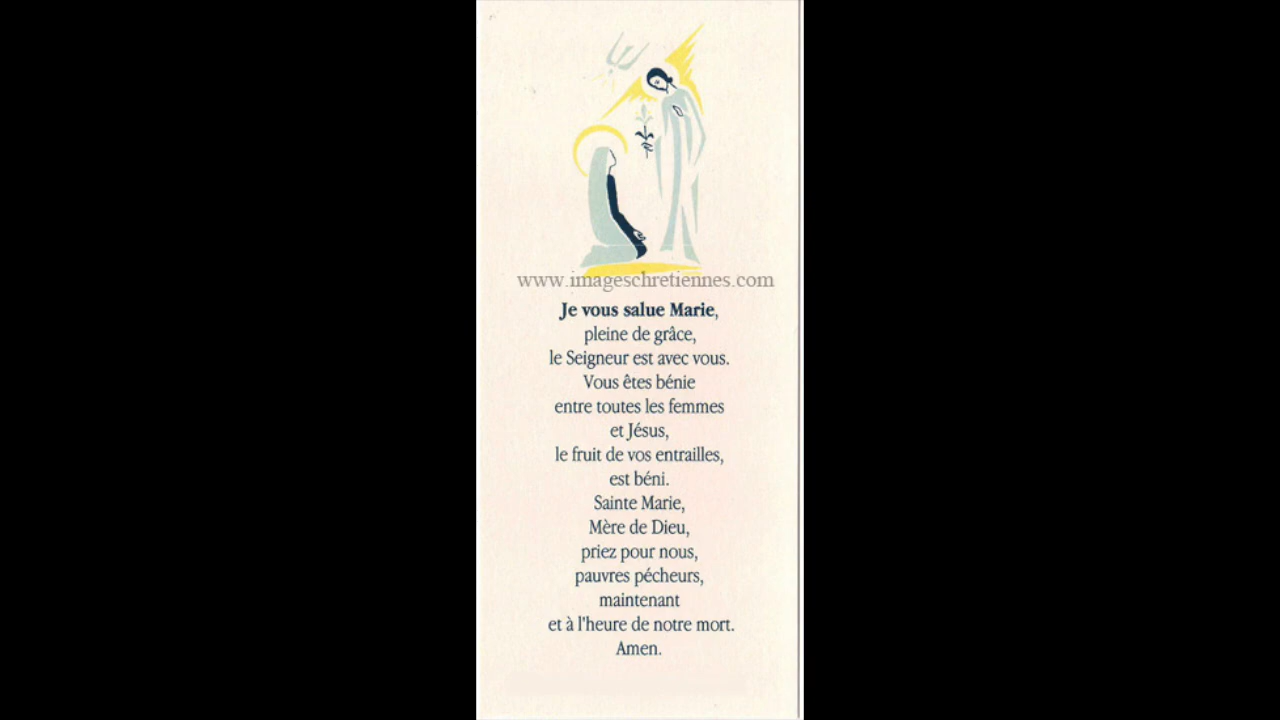 www.imageschretiennes.com
Je vous salue Marie,
pleine de grâce,
le Seigneur est avec vous.
Vous êtes bénie
entre toutes les femmes
et Jésus,
le fruit de vos entrailles,
est béni.
Sainte Marie,
Mère de Dieu,
priez pour nous,
pauvres pécheurs,
maintenant
et à l'heure de notre mort.
Amen.